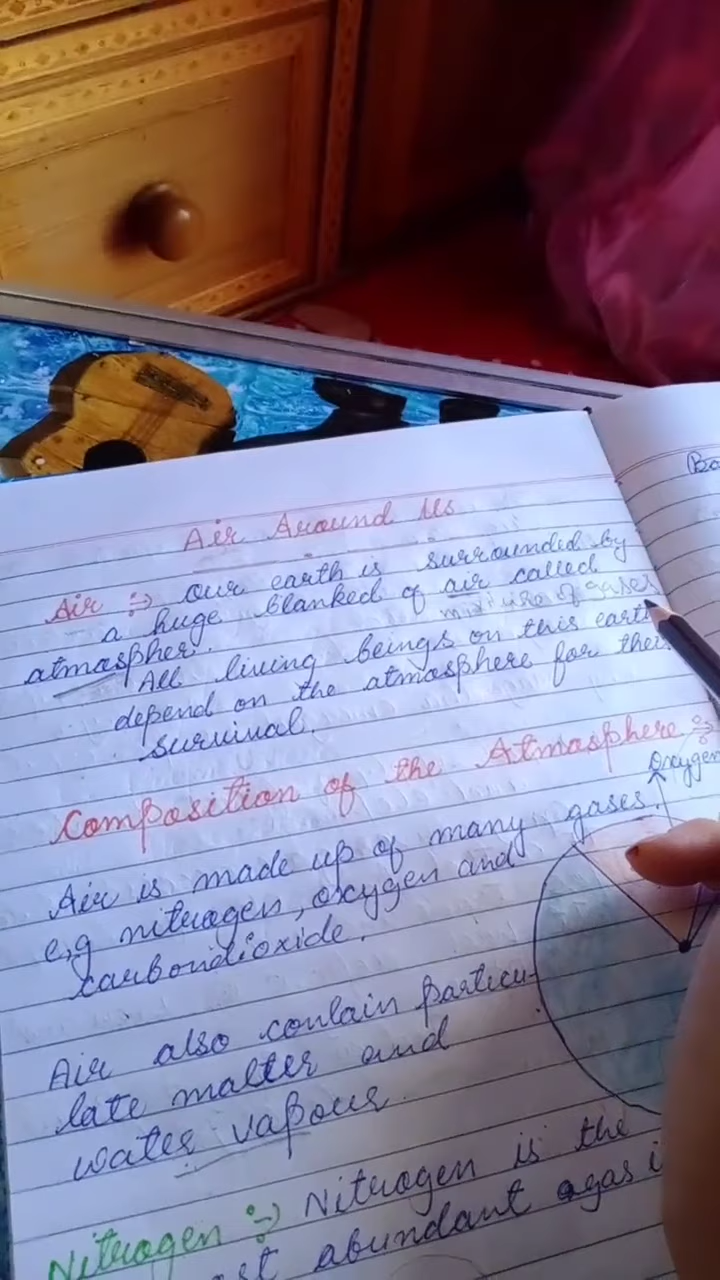 Air Around Us
Air :-> Our earth is surrounded by
a huge blanked of air called
mixture of gases
atmaspher.
All living beings on this earth
depend on the atmasphere for their
survival.
Composition of the Atmasphere :->
Oxygen
Air is made up of many gases.
e,g nitrogen, oxygen and
carbondioxide.
Air also contain particu-
late matter and
water vapour.
Nitrogen :-> Nitrogen is the
abundant gas